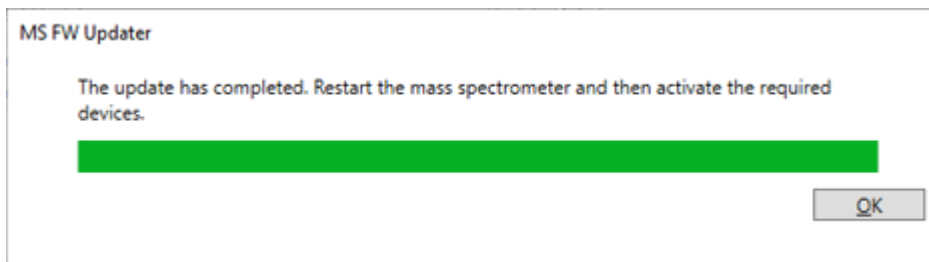 MS FW Updater
The update has completed. Restart the mass spectrometer and then activate the required
devices.
OK